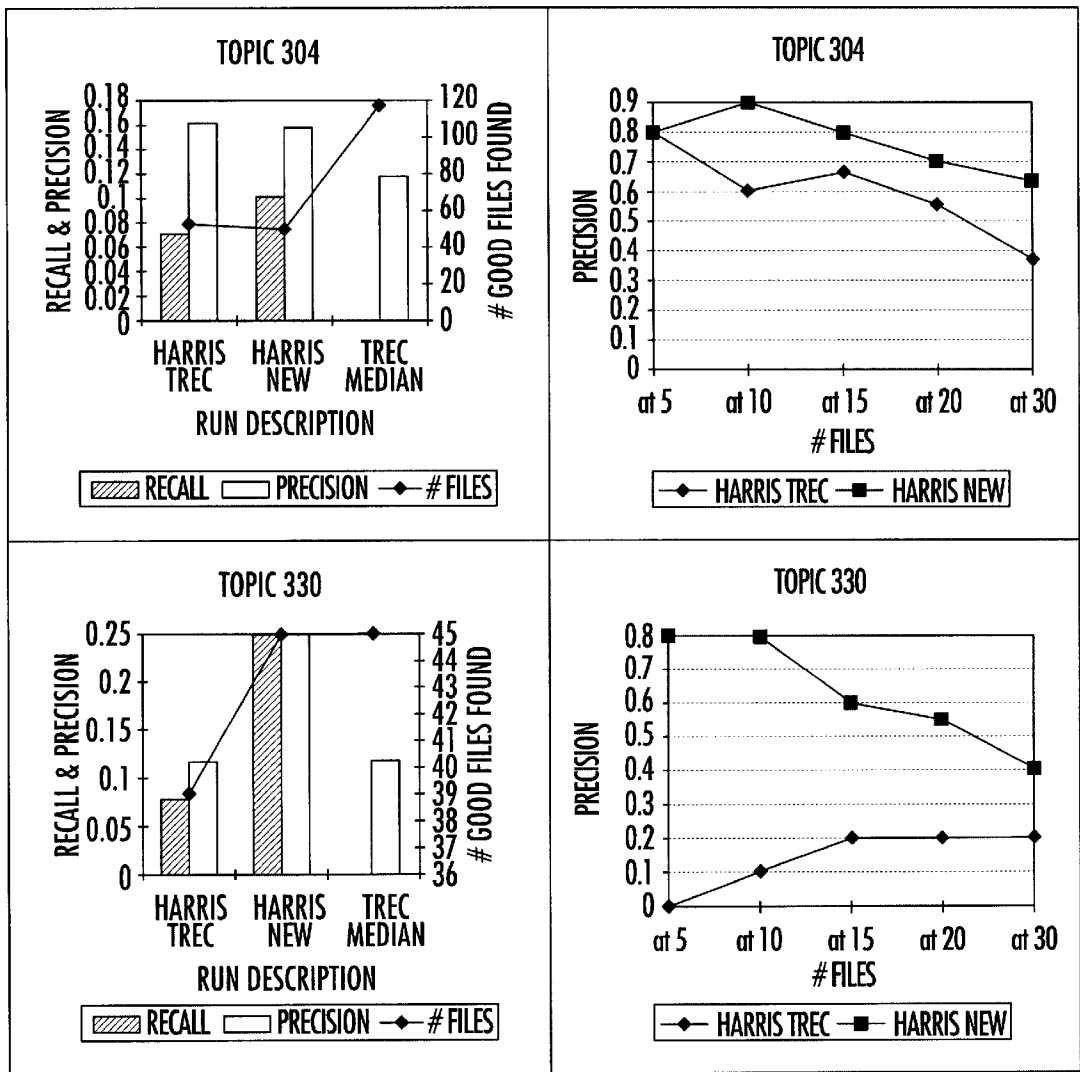 TOPIC 304
RECALL & PRECISION
0.18
0.16
0.14
0.12
0.1
0.08
0.06
0.04
0.02
0
120
100
80
60
40
20
0
# GOOD FILES FOUND
HARRIS TREC
HARRIS NEW
TREC MEDIAN
RUN DESCRIPTION
RECALL PRECISION # FILES
TOPIC 304
PRECISION
0.9
0.8
0.7
0.6
0.5
0.4
0.3
0.2
0.1
0
at 5 at 10 at 15 at 20 at 30
# FILES
HARRIS TREC HARRIS NEW
TOPIC 330
RECALL & PRECISION
0.25
0.2
0.15
0.1
0.05
0
45
44
43
42
41
40
39
38
37
36
# GOOD FILES FOUND
HARRIS TREC
HARRIS NEW
TREC MEDIAN
RUN DESCRIPTION
RECALL PRECISION # FILES
TOPIC 330
PRECISION
0.8
0.7
0.6
0.5
0.4
0.3
0.2
0.1
0
at 5 at 10 at 15 at 20 at 30
# FILES
HARRIS TREC HARRIS NEW